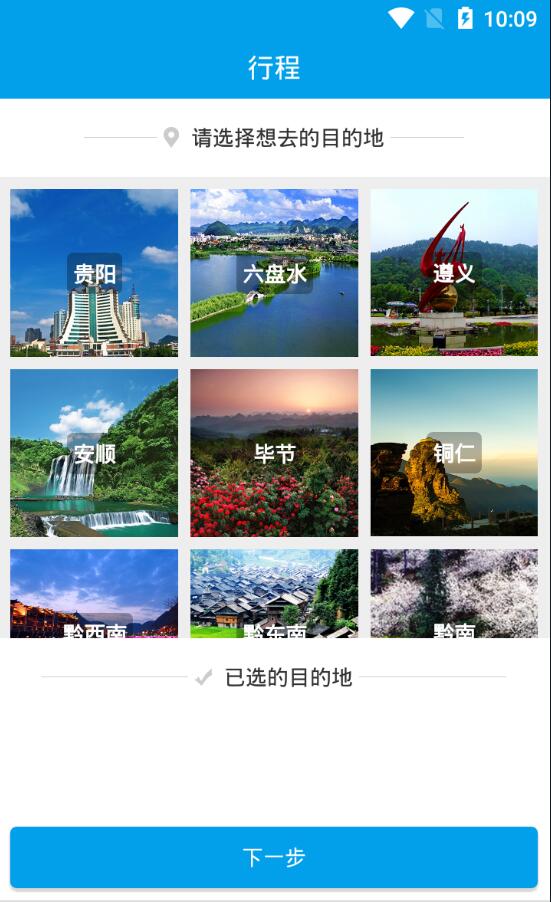 10:09
行程
请选择想去的目的地
贵阳
六盘水
遵义
安顺
毕节
铜仁
黔西南
黔东南
黔南
已选的目的地
下一步